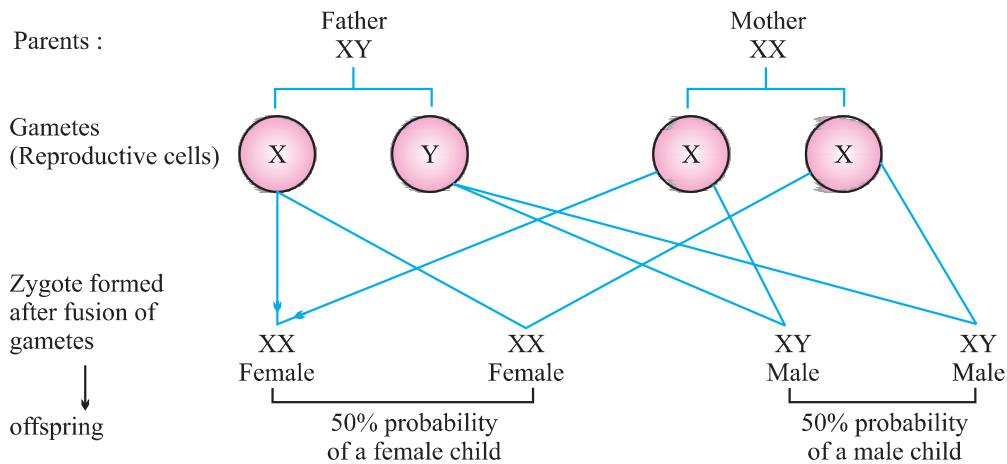 Parents :
Father
XY
Mother
XX
Gametes
(Reproductive cells)
X
Y
X
X
Zygote formed
after fusion of
gametes
XX
Female
XX
Female
XY
Male
XY
Male
offspring
50% probability
of a female child
50% probability
of a male child